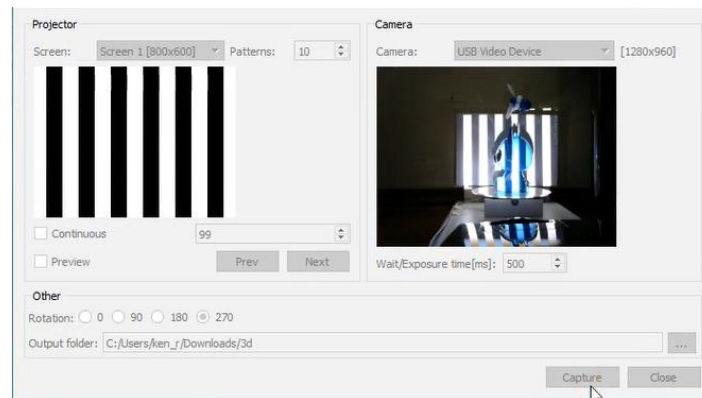 Projector
Screen: Screen 1 [800x600] Patterns: 10
Continuous 99
Preview Prev Next
Camera
Camera: USB Video Device [1280x960]
Wait/Exposure time[ms]: 500
Other
Rotation: 0 90 180 270
Output folder: C:/Users/ken_r/Downloads/3d ...
Capture Close